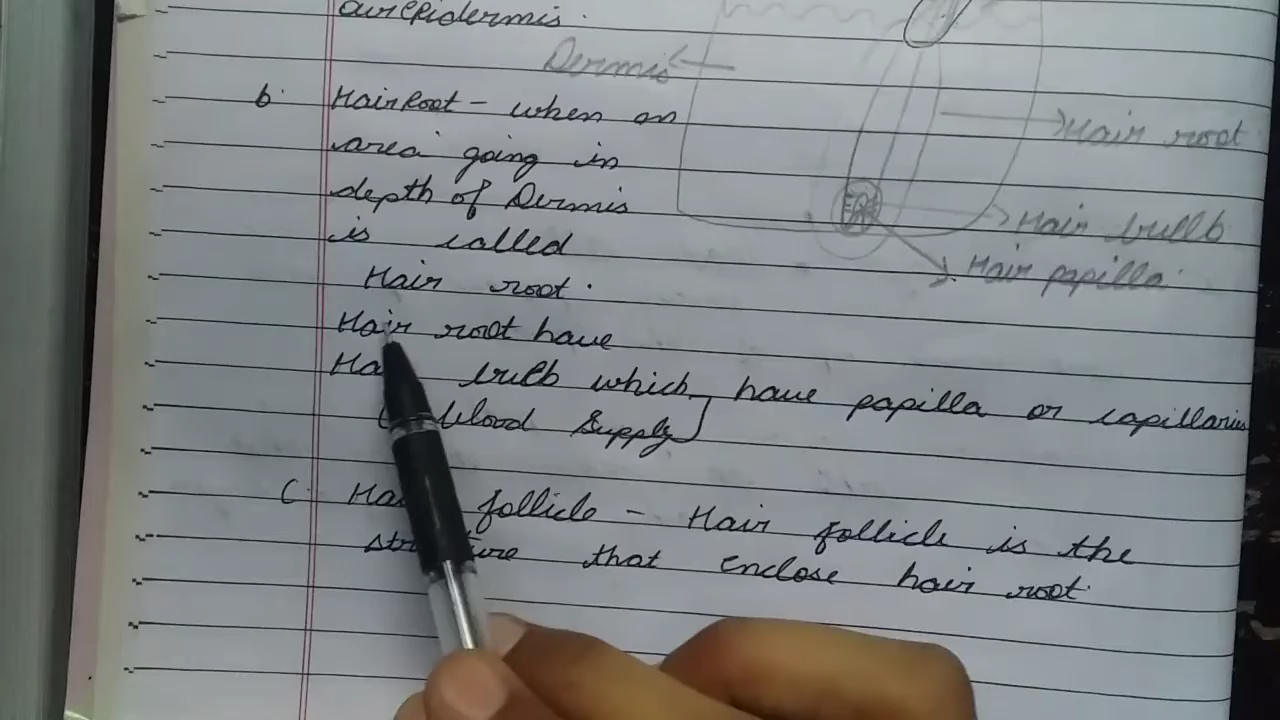 our epidermis.
Dermis
b. Hair Root - when an
area going in
depth of Dermis
is called
Hair root.
Hair root have
bulb which have papilla or capillaries
blood supply
Hair root
Hair bulb
Hair papilla
C. follicle - Hair follicle is the
that enclose hair root.